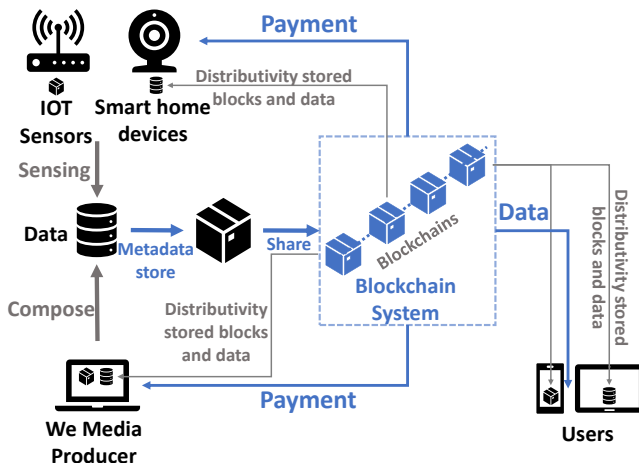 Payment
Distributivity stored
blocks and data
IOT
Sensors
Smart home
devices
Sensing
Data
Metadata
store
Share
Blockchains
Blockchain
System
Data
Distributivity stored
blocks and data
Compose
Distributivity
stored blocks
and data
Payment
We Media
Producer
Users